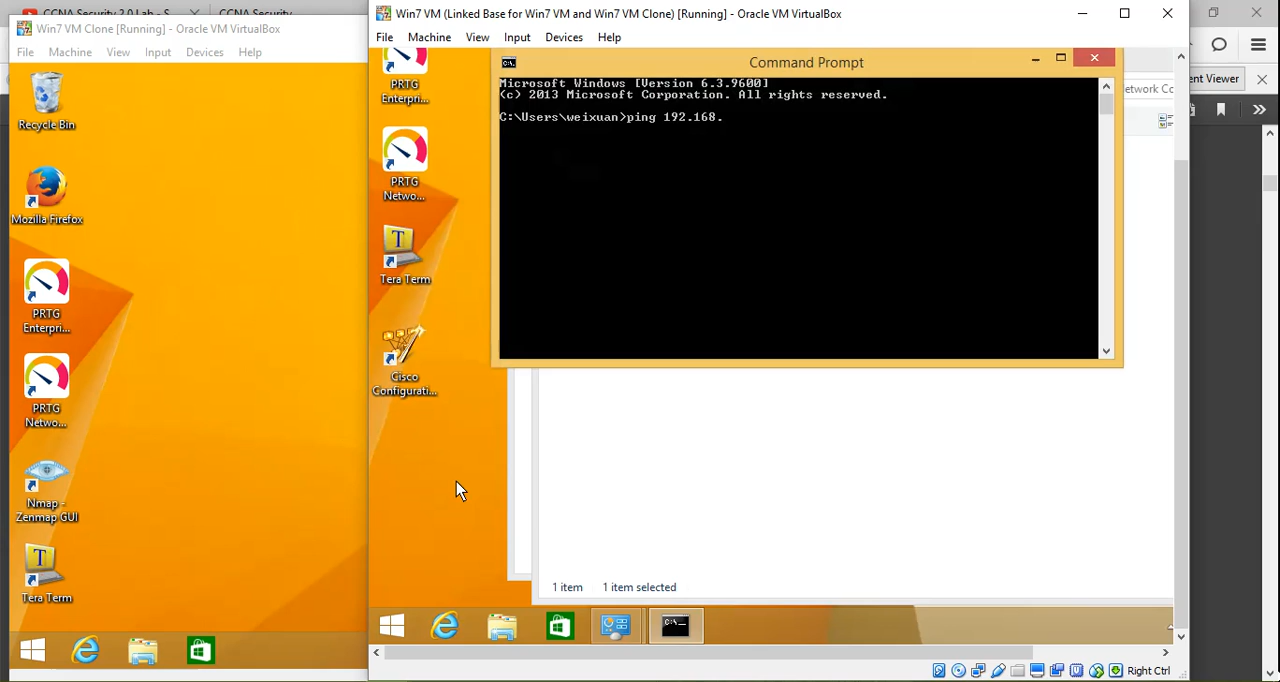 CCNA Security 2.0 Lab - S
CCNA Security
Win7 VM Clone [Running] - Oracle VM VirtualBox
File Machine View Input Devices Help
Recycle Bin
Mozilla Firefox
PRTG
Enterpri...
PRTG
Netwo...
Nmap -
Zenmap GUI
Tera Term
Win7 VM (Linked Base for Win7 VM and Win7 VM Clone) [Running] - Oracle VM VirtualBox
File Machine View Input Devices Help
PRTG
Enterpri...
PRTG
Netwo...
Tera Term
Cisco
Configurati...
Command Prompt
Microsoft Windows [Version 6.3.9600]
(c) 2013 Microsoft Corporation. All rights reserved.
C:\Users\weixuan>ping 192.168.
1 item 1 item selected
Right Ctrl
ent Viewer
etwork Co